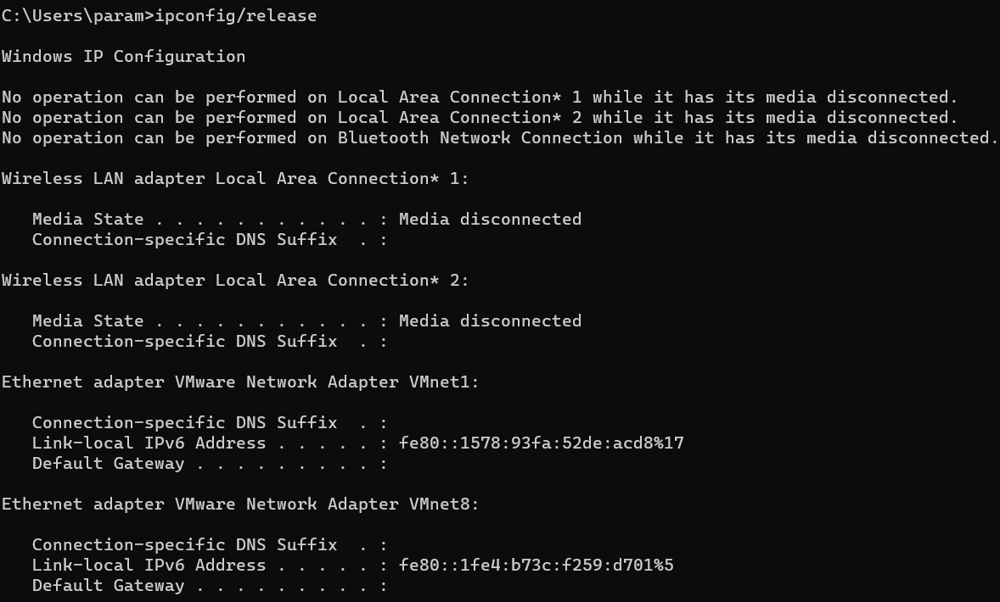 C:\Users\param>ipconfig/release
Windows IP Configuration
No operation can be performed on Local Area Connection* 1 while it has its media disconnected.
No operation can be performed on Local Area Connection* 2 while it has its media disconnected.
No operation can be performed on Bluetooth Network Connection while it has its media disconnected.
Wireless LAN adapter Local Area Connection* 1:
   Media State . . . . . . . . . . . : Media disconnected
   Connection-specific DNS Suffix  . :
Wireless LAN adapter Local Area Connection* 2:
   Media State . . . . . . . . . . . : Media disconnected
   Connection-specific DNS Suffix  . :
Ethernet adapter VMware Network Adapter VMnet1:
   Connection-specific DNS Suffix  . :
   Link-local IPv6 Address . . . . . : fe80::1578:93fa:52de:acd8%17
   Default Gateway . . . . . . . . . :
Ethernet adapter VMware Network Adapter VMnet8:
   Connection-specific DNS Suffix  . :
   Link-local IPv6 Address . . . . . : fe80::1fe4:b73c:f259:d701%5
   Default Gateway . . . . . . . . . :